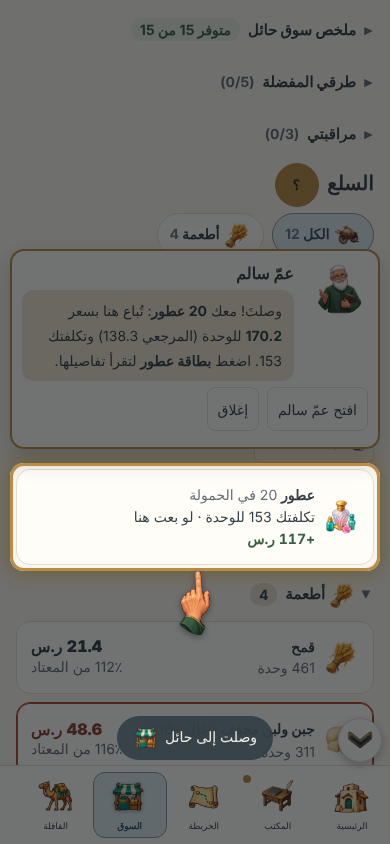 ◀ ملخص سوق حائل متوفر 15 من 15
◀ طرقي المفضلة (0/5)
◀ مراقبتي (0/3)
السلع ؟
الكل 12 أطعمة 4
عمّ سالم
وصلت! معك 20 عطور: تُباع هنا بسعر
170.2 للوحدة (المرجعي 138.3) وتكلفتك
153. اضغط بطاقة عطور لتقرأ تفاصيلها.
افتح عمّ سالم إغلاق
عطور 20 في الحمولة
تكلفتك 153 للوحدة · لو بعت هنا
+117 ر.س
▼ أطعمة 4
قمح 21.4 ر.س
461 وحدة 112٪ من المعتاد
جبن ولبن 48.6 ر.س
311 وحدة 116٪ من المعتاد
وصلت إلى حائل
الرئيسية المكتب الخريطة السوق القافلة